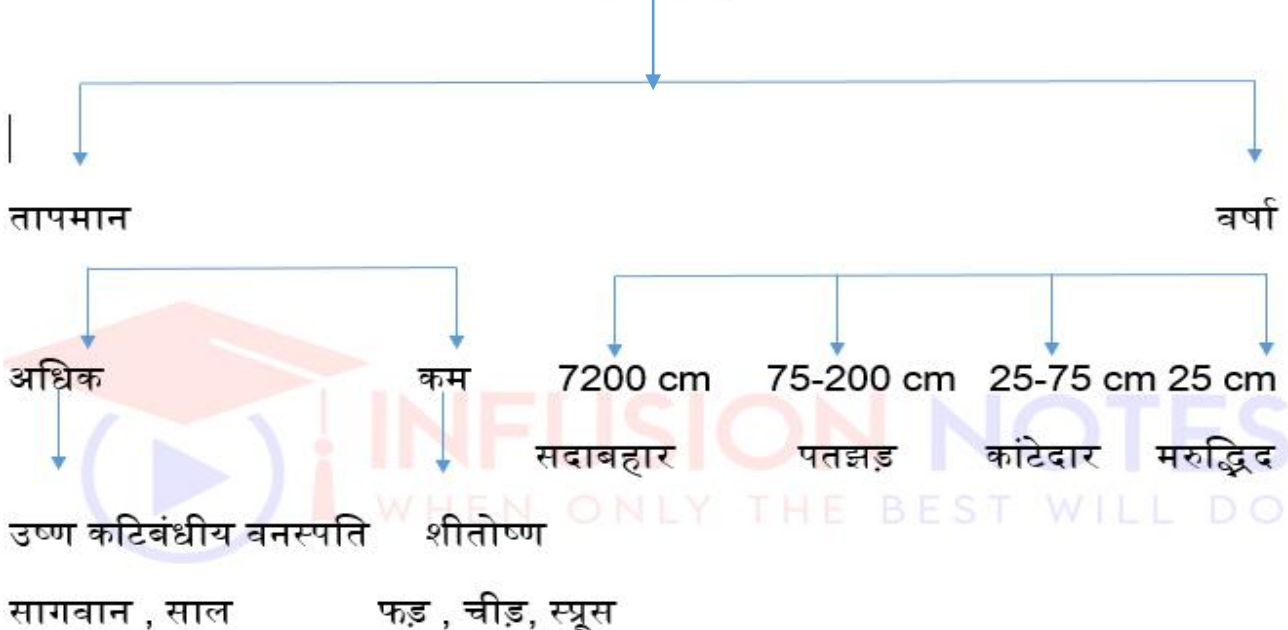 तापमान वर्षा
अधिक कम 7200 cm 75-200 cm 25-75 cm 25 cm
सदाबहार पतझड़ कांटेदार मरुद्भिद
INFUSION NOTES
WHEN ONLY THE BEST WILL DO
उष्ण कटिबंधीय वनस्पति शीतोष्ण
सागवान , साल फड़ , चीड़, स्प्रूस